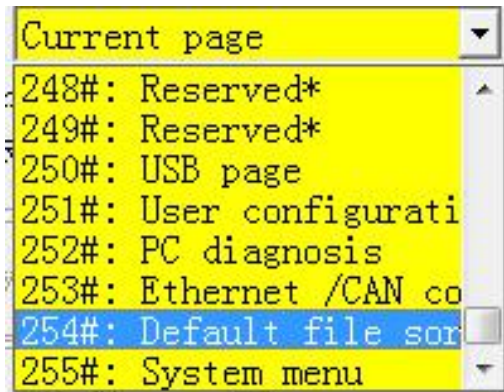 Current page
248#: Reserved*
249#: Reserved*
250#: USB page
251#: User configurati
252#: PC diagnosis
253#: Ethernet /CAN co
254#: Default file sor
255#: System menu